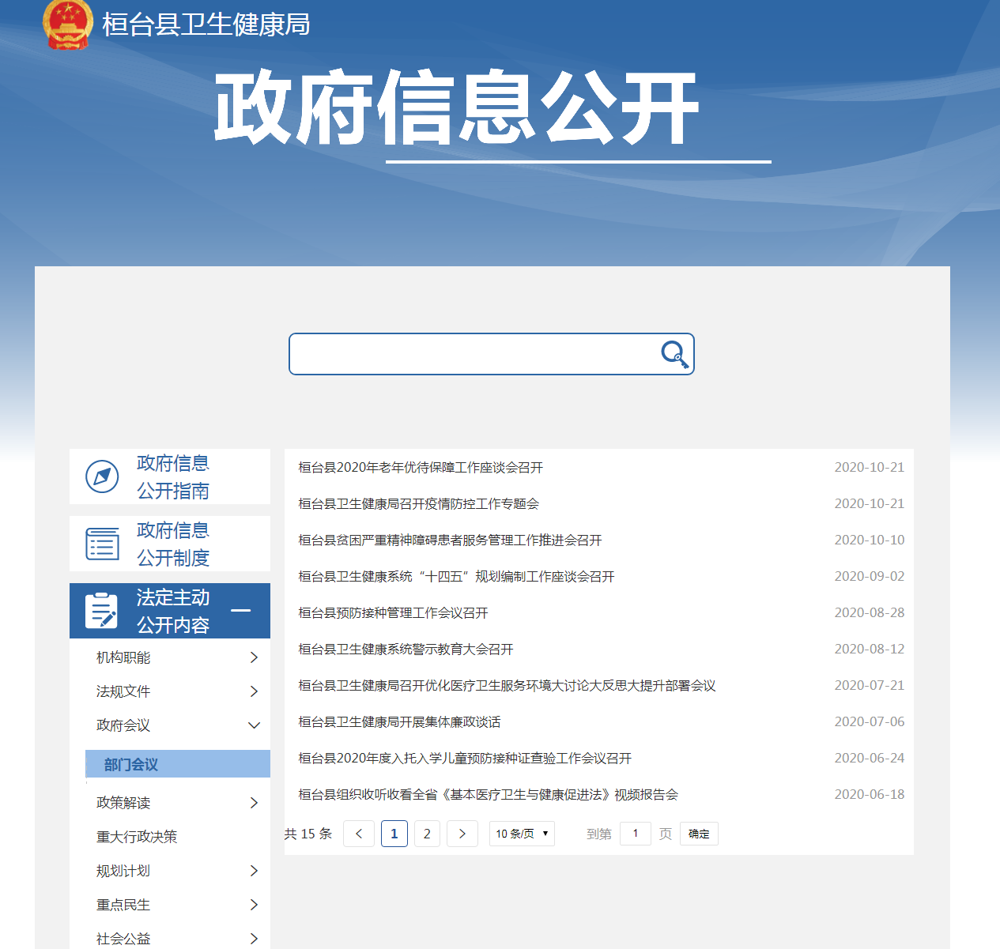 桓台县卫生健康局
政府信息公开
政府信息
公开指南
政府信息
公开制度
法定主动
公开内容
机构职能
法规文件
政府会议
部门会议
政策解读
重大行政决策
规划计划
重点民生
社会公益
桓台县2020年老年优待保障工作座谈会召开 2020-10-21
桓台县卫生健康局召开疫情防控工作专题会 2020-10-21
桓台县贫困严重精神障碍患者服务管理工作推进会召开 2020-10-10
桓台县卫生健康系统“十四五”规划编制工作座谈会召开 2020-09-02
桓台县预防接种管理工作会议召开 2020-08-28
桓台县卫生健康系统警示教育大会召开 2020-08-12
桓台县卫生健康局召开优化医疗卫生服务环境大讨论大反思大提升部署会议 2020-07-21
桓台县卫生健康局开展集体廉政谈话 2020-07-06
桓台县2020年度入托入学儿童预防接种证查验工作会议召开 2020-06-24
桓台县组织收听收看全省《基本医疗卫生与健康促进法》视频报告会 2020-06-18
共 15 条 1 2 10 条/页 到第 1 页 确定